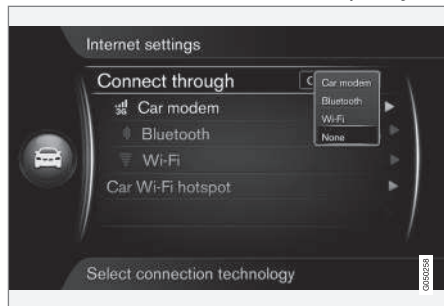 Internet settings
Connect through
Car modem
Bluetooth
Wi-Fi
None
3G Car modem
Bluetooth
Wi-Fi
Car Wi-Fi hotspot
Select connection technology
G050258